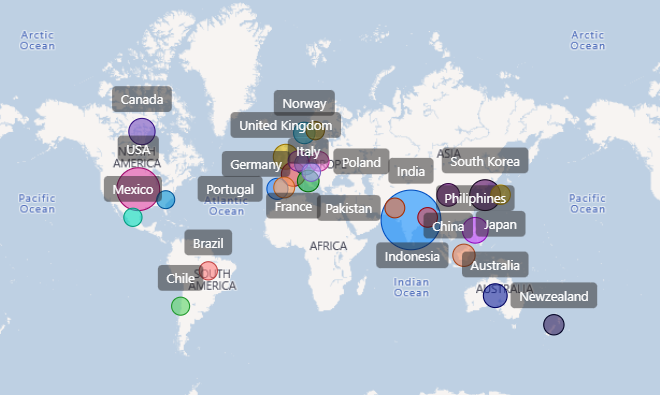 Arctic
Ocean
Arctic
Ocean
Canada
Norway
United Kingdom
USA
AMERICA
Italy
Germany
Poland
ASIA
South Korea
India
Mexico
Portugal
Pacific
Ocean
Atlantic
Ocean
France
Pakistan
Philiphines
Pacific
Ocean
China
Japan
Brazil
AFRICA
Indonesia
Chile
SOUTH
AMERICA
Indian
Ocean
Australia
AUSTRALIA
Newzealand